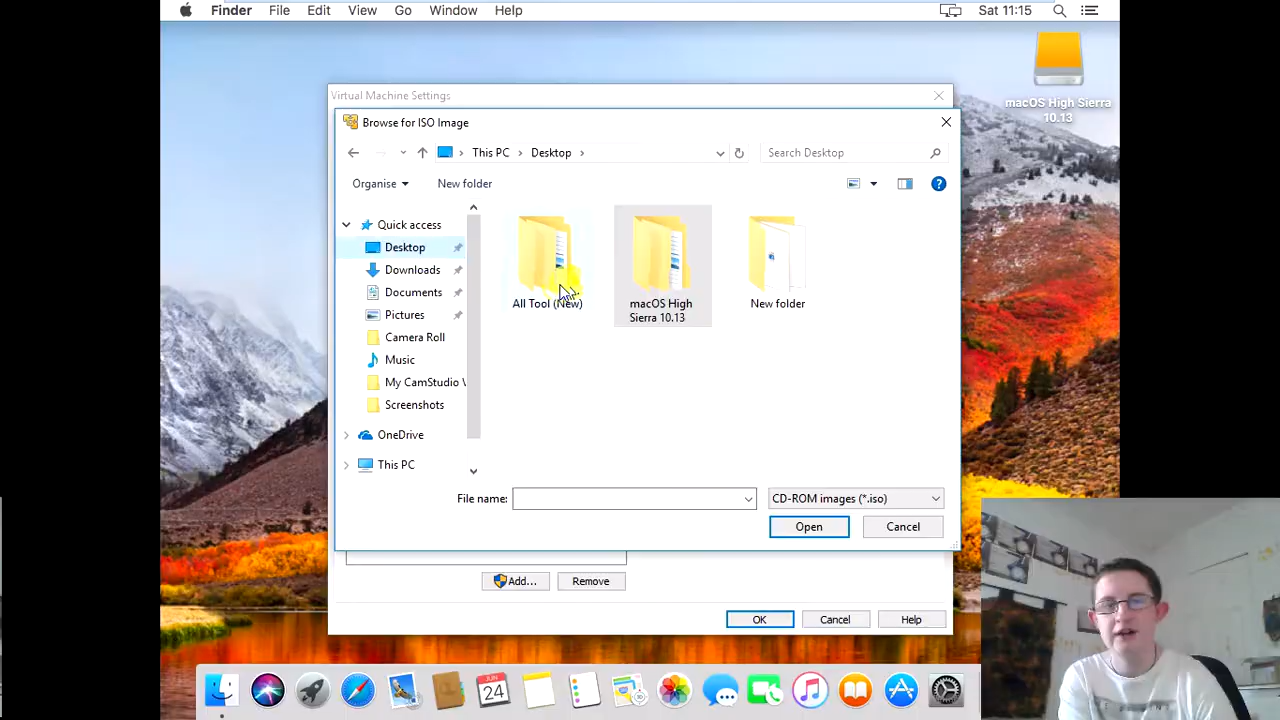 Finder File Edit View Go Window Help Sat 11:15
macOS High Sierra
10.13
Virtual Machine Settings
Browse for ISO Image
This PC > Desktop >
Search Desktop
Organise
New folder
Quick access
Desktop
Downloads
Documents
Pictures
Camera Roll
Music
My CamStudio V
Screenshots
OneDrive
This PC
All Tool (New)
macOS High
Sierra 10.13
New folder
File name:
CD-ROM images (*.iso)
Open
Cancel
Add...
Remove
OK
Cancel
Help
JUN
24